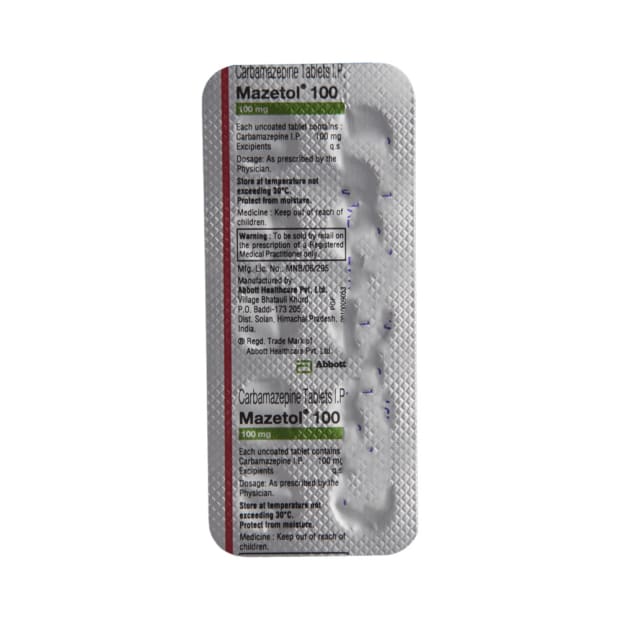 Carbamazepine Tablets I.P.
Mazetol® 100
100 mg
Each uncoated tablet contains :
Carbamazepine I.P. 100 mg
Excipients q.s
Dosage: As prescribed by the
Physician.
Store at temperature not
exceeding 30°C.
Protect from moisture.
Medicine : Keep out of reach of
children.
Warning : To be sold by retail on
the prescription of a Registered
Medical Practitioner only.
Mfg. Lic. No.: MNB/06/295
Manufactured by:
Abbott Healthcare Pvt. Ltd.
Village Bhatauli Khurd,
P.O. Baddi-173 205,
Dist. Solan, Himachal Pradesh,
India.
® Regd. Trade Mark of
Abbott Healthcare Pvt. Ltd.
Abbott
PDF
Carbamazepine Tablets I.P.
Mazetol® 100
100 mg
Each uncoated tablet contains
Carbamazepine I.P. 100 mg
Excipients q.s
Dosage: As prescribed by the
Physician.
Store at temperature not
exceeding 30°C.
Protect from moisture.
Medicine : Keep out of reach of
children.